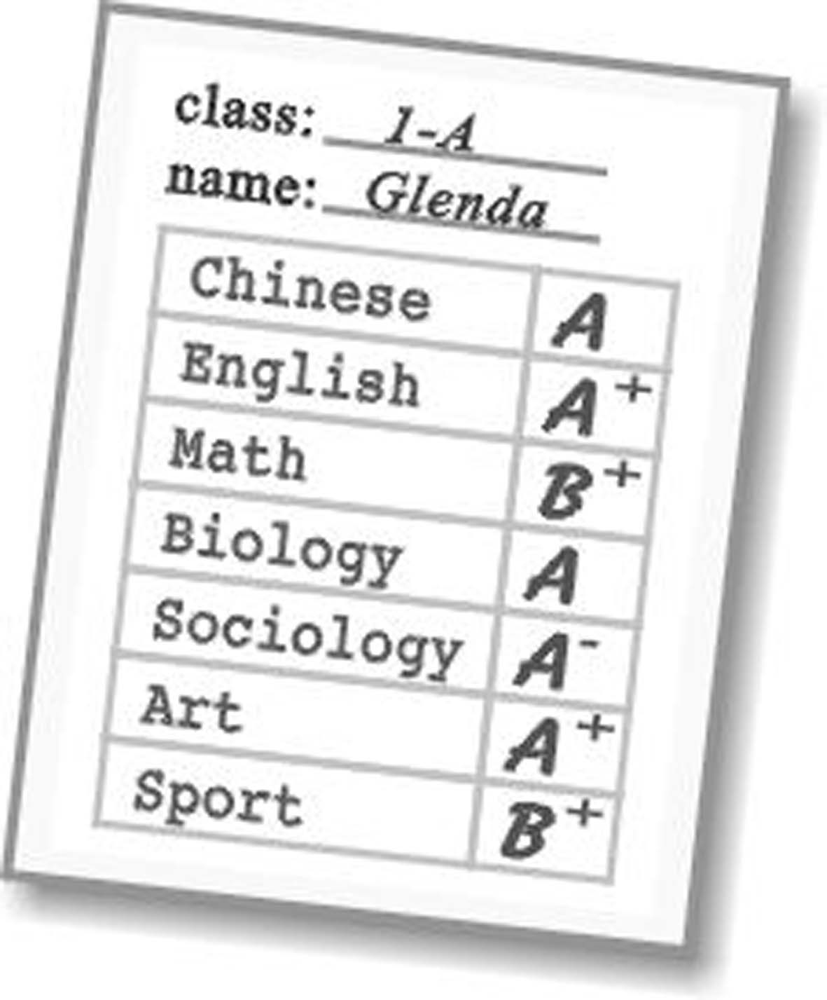 class: 1-A
name: Glenda
Chinese A
English A+
Math B+
Biology A
Sociology A-
Art A+
Sport B+